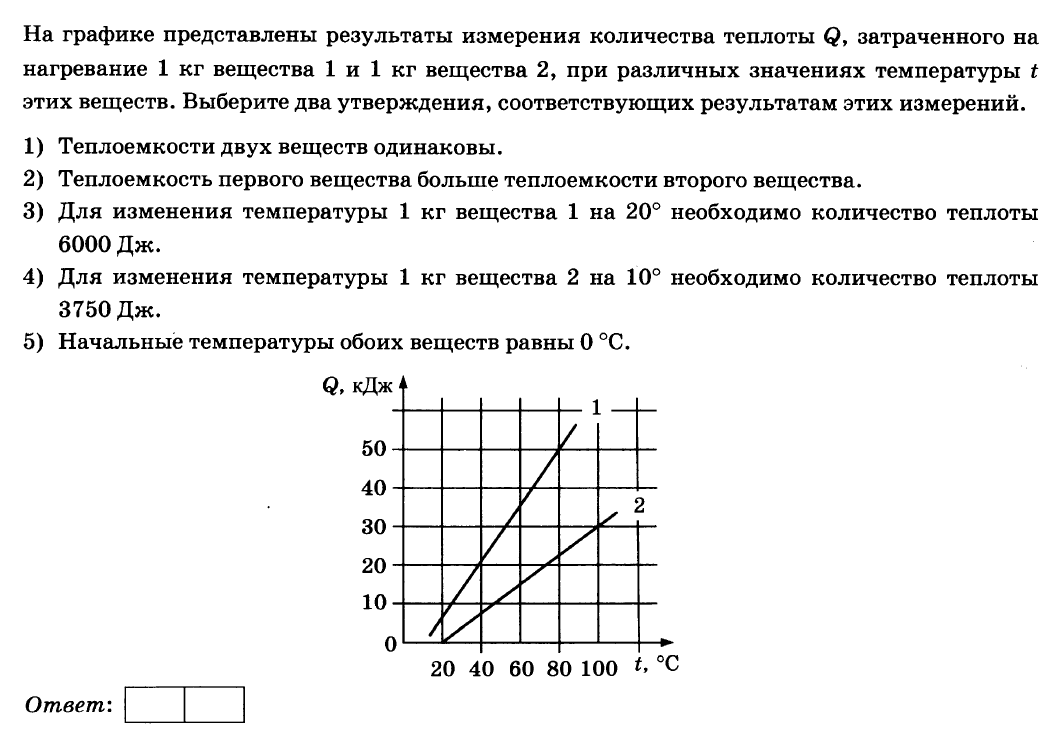 На графике представлены результаты измерения количества теплоты Q, затраченного на
нагревание 1 кг вещества 1 и 1 кг вещества 2, при различных значениях температуры t
этих веществ. Выберите два утверждения, соответствующих результатам этих измерений.
1) Теплоемкости двух веществ одинаковы.
2) Теплоемкость первого вещества больше теплоемкости второго вещества.
3) Для изменения температуры 1 кг вещества 1 на 20° необходимо количество теплоты
6000 Дж.
4) Для изменения температуры 1 кг вещества 2 на 10° необходимо количество теплоты
3750 Дж.
5) Начальные температуры обоих веществ равны 0 °C.
Q, кДж
1
50
40
2
30
20
10
0
20 40 60 80 100 t, °C
Ответ: